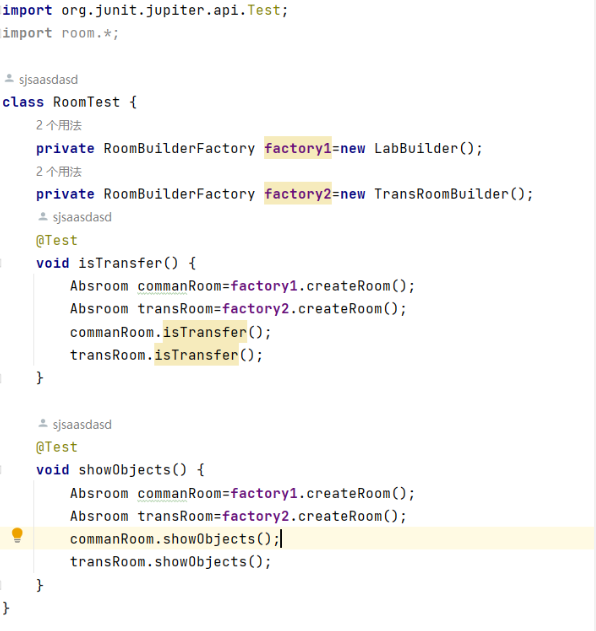 import org.junit.jupiter.api.Test;
import room.*;
sjsaasdasd
class RoomTest {
2 个用法
private RoomBuilderFactory factory1=new LabBuilder();
2 个用法
private RoomBuilderFactory factory2=new TransRoomBuilder();
sjsaasdasd
@Test
void isTransfer() {
Absroom commanRoom=factory1.createRoom();
Absroom transRoom=factory2.createRoom();
commanRoom.isTransfer();
transRoom.isTransfer();
}
sjsaasdasd
@Test
void showObjects() {
Absroom commanRoom=factory1.createRoom();
Absroom transRoom=factory2.createRoom();
commanRoom.showObjects();
transRoom.showObjects();
}
}